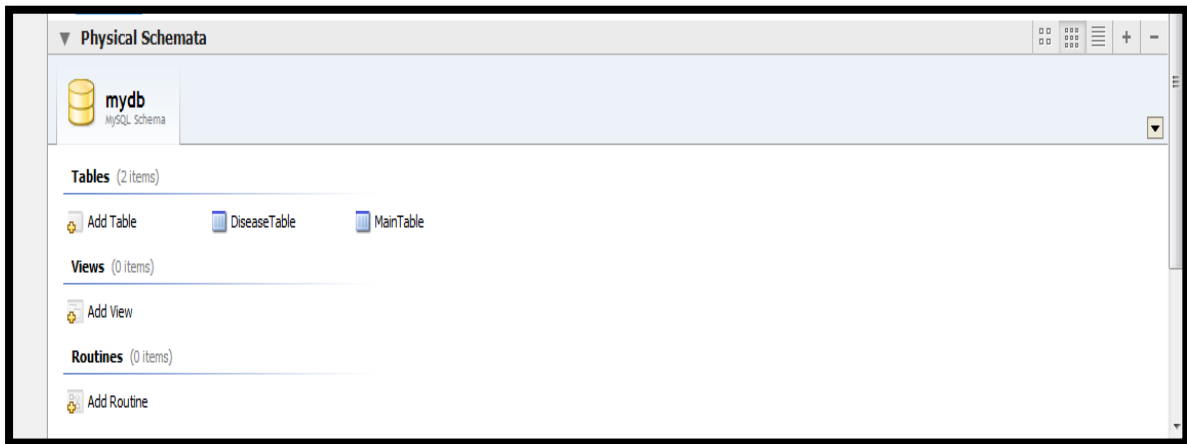 Physical Schemata
mydb
MySQL Schema
Tables (2 items)
Add Table DiseaseTable MainTable
Views (0 items)
Add View
Routines (0 items)
Add Routine